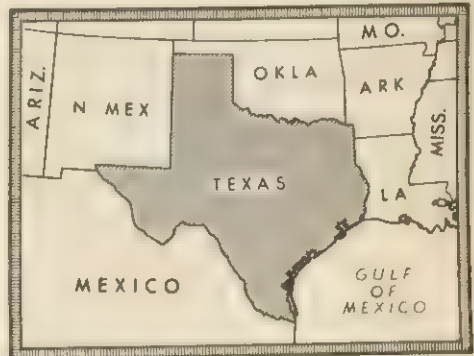 MO.
OKLA
ARIZ.
N MEX
ARK
MISS.
TEXAS
LA
MEXICO
GULF
OF
MEXICO